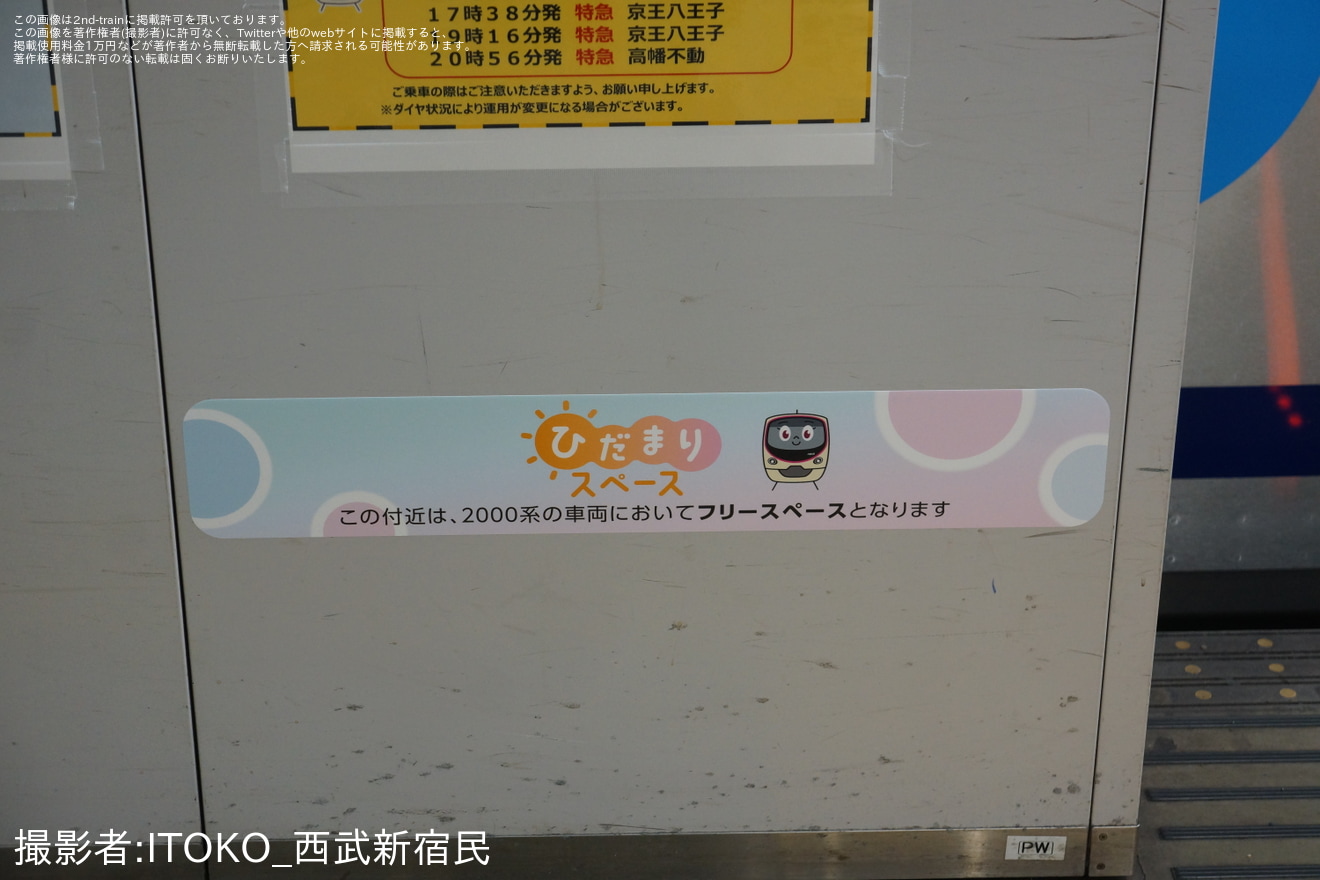 この画像は2nd-trainに掲載許可を頂いております。
この画像を著作権者(撮影者)に許可なく、Twitterや他のwebサイトに掲載すると、
掲載使用料金1万円などが著作者から無断転載した方へ請求される可能性があります。
著作権者様に許可のない転載は固くお断りいたします。
17時38分発 特急 京王八王子
9時16分発 特急 京王八王子
20時56分発 特急 高幡不動
ご乗車の際はご注意いただきますよう、お願い申し上げます。
※ダイヤ状況により運用が変更になる場合がございます。
ひだまり
スペース
この付近は、2000系の車両においてフリースペースとなります
PW
撮影者:ITOKO_西武新宿民